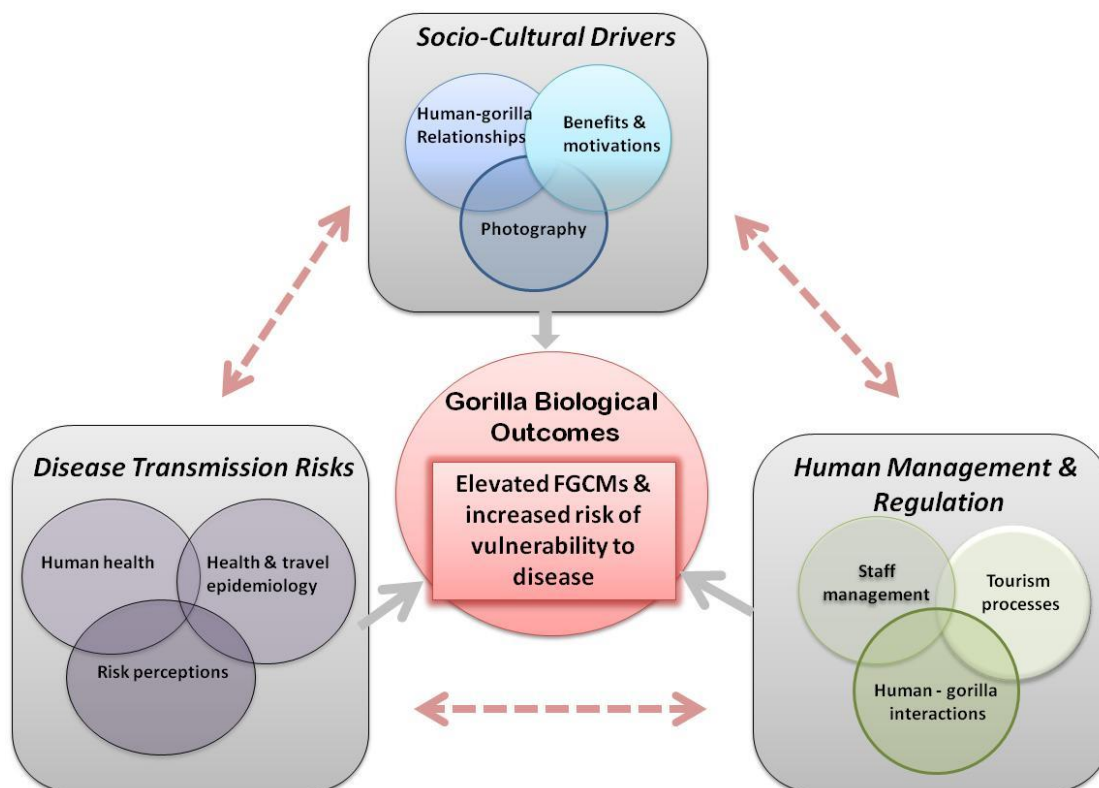 Socio-Cultural Drivers
Human-gorilla
Relationships
Benefits &
motivations
Photography
Gorilla Biological
Outcomes
Elevated FGCMs &
increased risk of
vulnerability to
disease
Disease Transmission Risks
Human health
Health & travel
epidemiology
Risk perceptions
Human Management &
Regulation
Staff
management
Tourism
processes
Human - gorilla
interactions